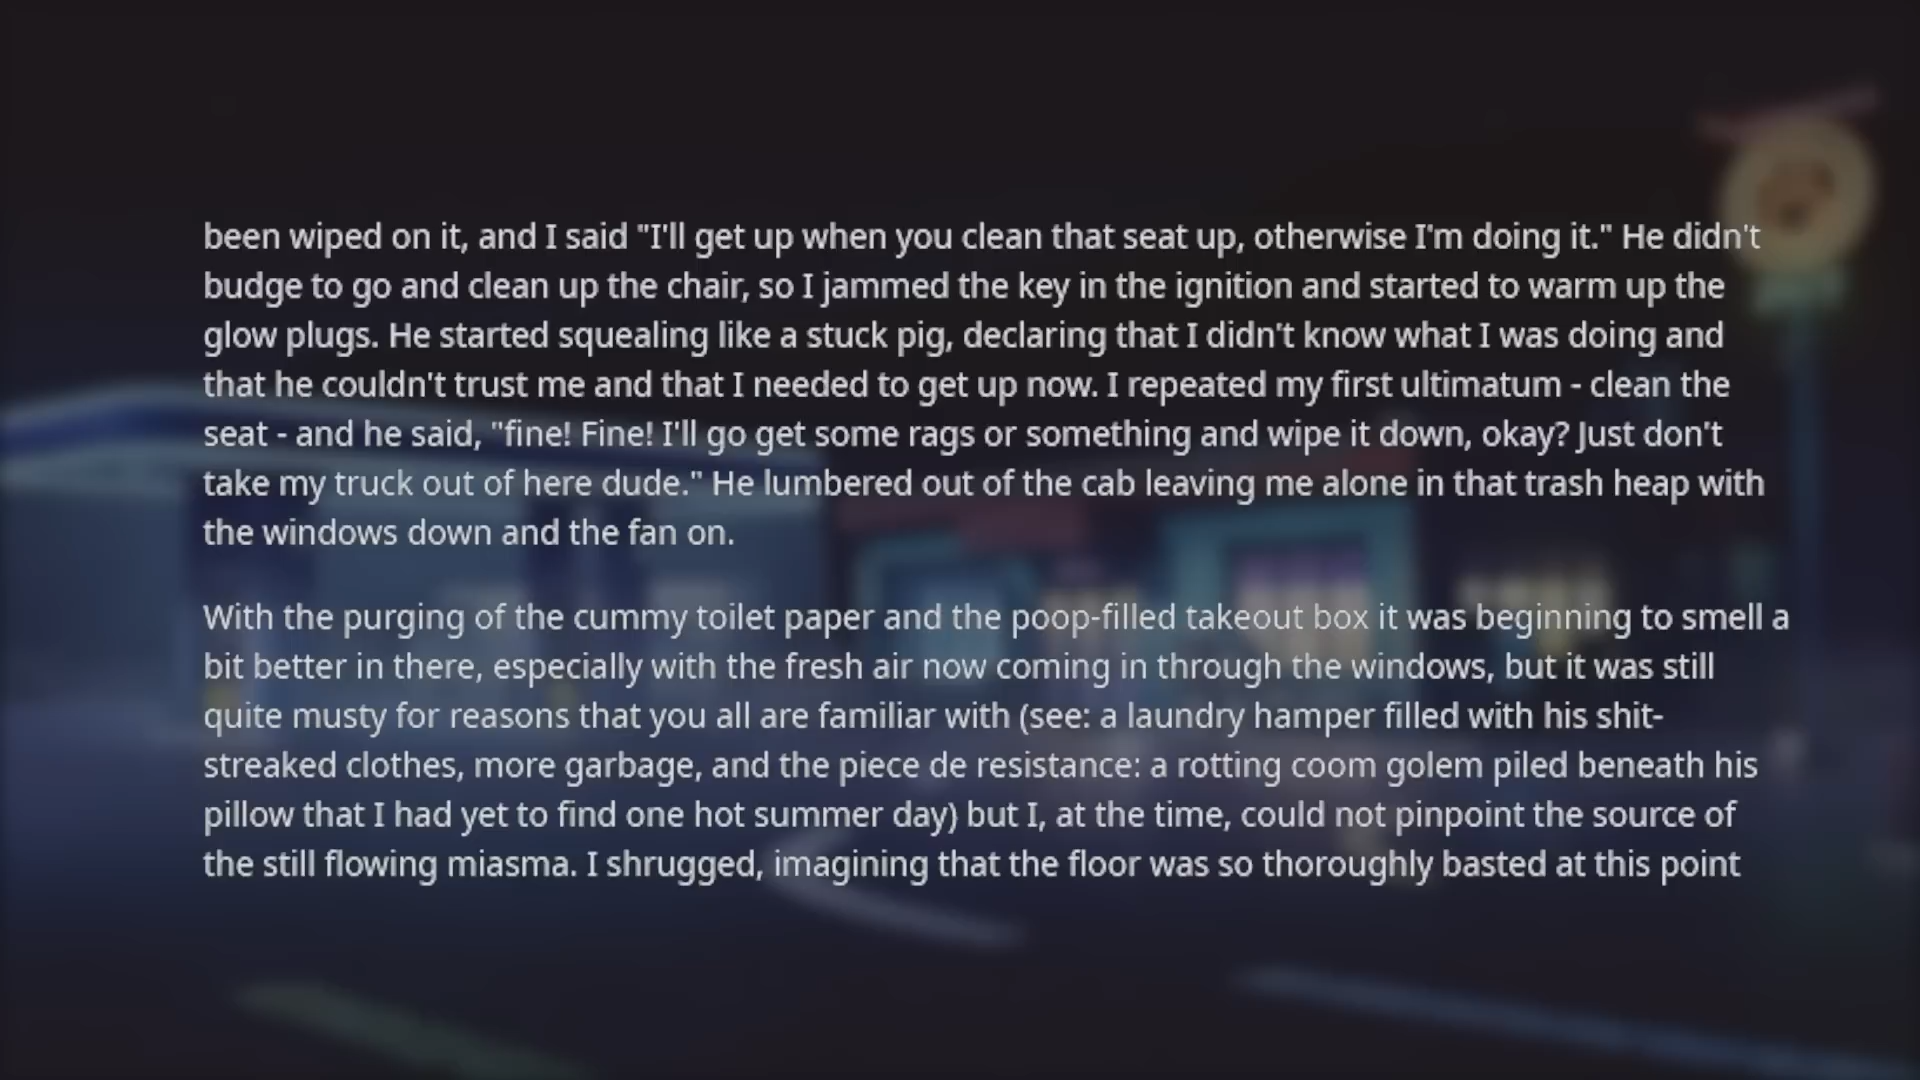 been wiped on it, and I said "I'll get up when you clean that seat up, otherwise I'm doing it." He didn't
budge to go and clean up the chair, so I jammed the key in the ignition and started to warm up the
glow plugs. He started squealing like a stuck pig, declaring that I didn't know what I was doing and
that he couldn't trust me and that I needed to get up now. I repeated my first ultimatum - clean the
seat - and he said, "fine! Fine! I'll go get some rags or something and wipe it down, okay? Just don't
take my truck out of here dude." He lumbered out of the cab leaving me alone in that trash heap with
the windows down and the fan on.
With the purging of the cummy toilet paper and the poop-filled takeout box it was beginning to smell a
bit better in there, especially with the fresh air now coming in through the windows, but it was still
quite musty for reasons that you all are familiar with (see: a laundry hamper filled with his shit-
streaked clothes, more garbage, and the piece de resistance: a rotting coom golem piled beneath his
pillow that I had yet to find one hot summer day) but I, at the time, could not pinpoint the source of
the still flowing miasma. I shrugged, imagining that the floor was so thoroughly basted at this point